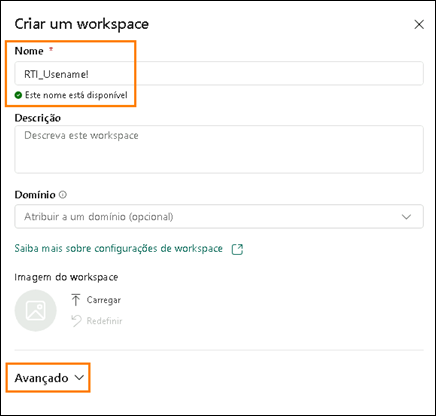 Criar um workspace
Nome *
RTI_Usename!
Este nome está disponível
Descrição
Descreva este workspace
Domínio
Atribuir a um domínio (opcional)
Saiba mais sobre configurações de workspace
Imagem do workspace
Carregar
Redefinir
Avançado